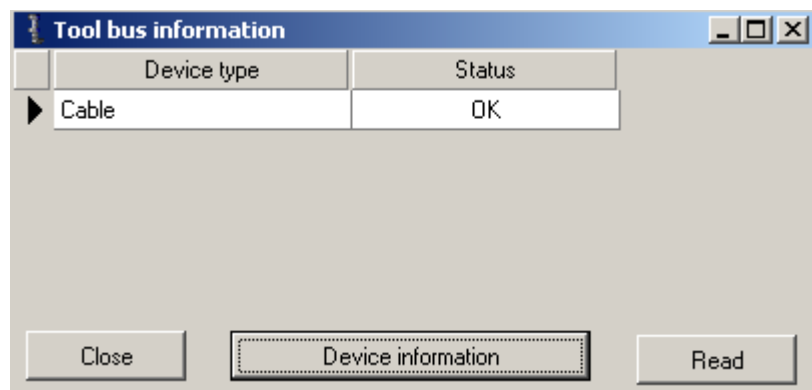 Tool bus information
Device type Status
Cable OK
Close Device information Read